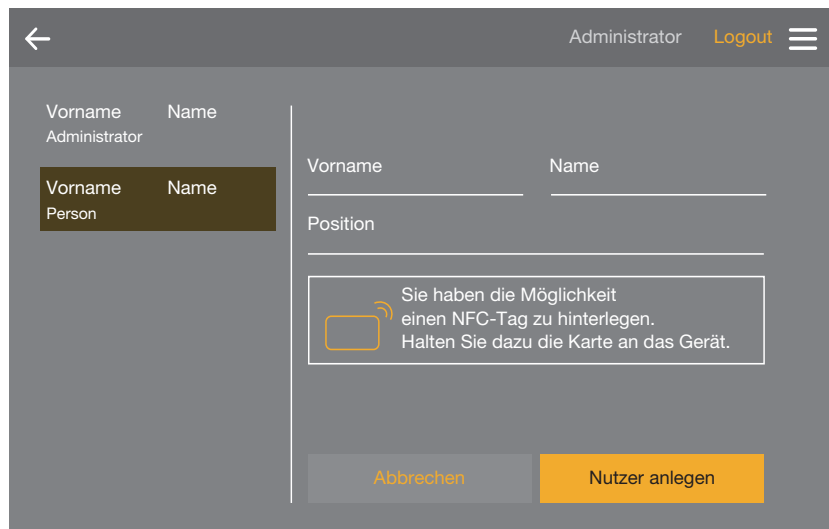 Administrator Logout
Vorname Name
Administrator
Vorname Name
Person
Vorname Name
Position
Sie haben die Möglichkeit
einen NFC-Tag zu hinterlegen.
Halten Sie dazu die Karte an das Gerät.
Abbrechen Nutzer anlegen